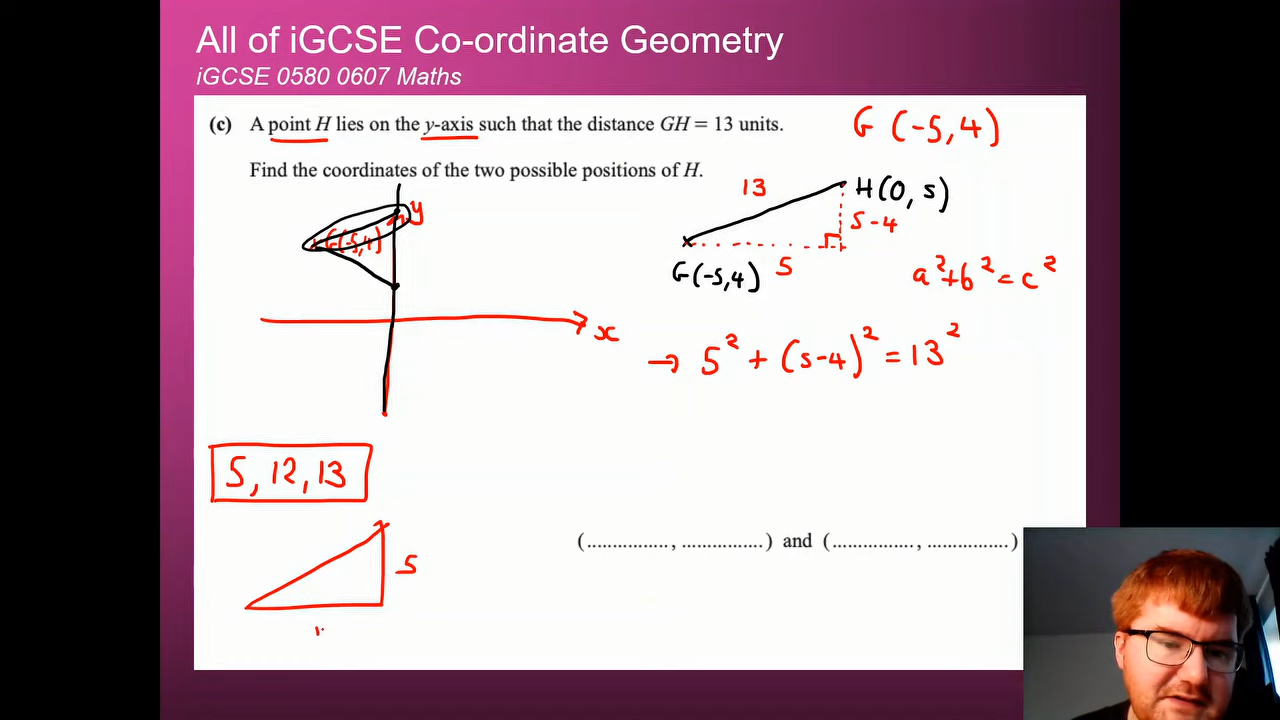 All of iGCSE Co-ordinate Geometry
iGCSE 0580 0607 Maths
(c) A point H lies on the y-axis such that the distance GH = 13 units.
G (-5,4)
Find the coordinates of the two possible positions of H.
13
H(0, s)
y
G(-5,4)
s-4
5
G(-5,4)
a²+b²=c²
x
→ 5² + (s-4)² = 13²
5, 12, 13
(................, ................) and (................, ................)
5